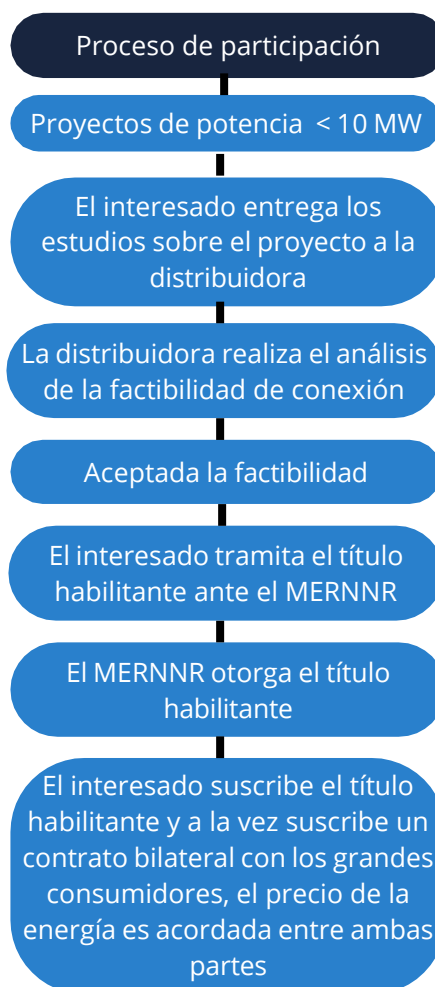 Proceso de participación
Proyectos de potencia < 10 MW
El interesado entrega los
estudios sobre el proyecto a la
distribuidora
La distribuidora realiza el análisis
de la factibilidad de conexión
Aceptada la factibilidad
El interesado tramita el título
habilitante ante el MERNNR
El MERNNR otorga el título
habilitante
El interesado suscribe el título
habilitante y a la vez suscribe un
contrato bilateral con los grandes
consumidores, el precio de la
energía es acordada entre ambas
partes